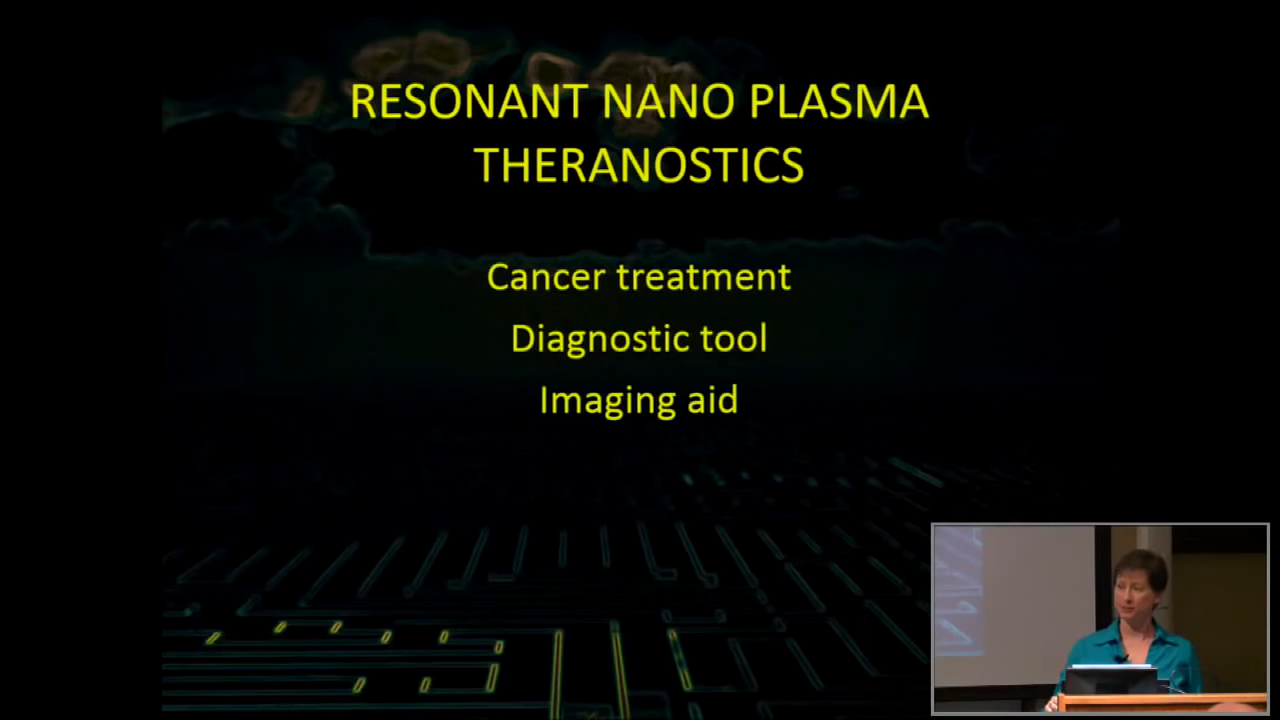 RESONANT NANO PLASMA
THERANOSTICS
Cancer treatment
Diagnostic tool
Imaging aid